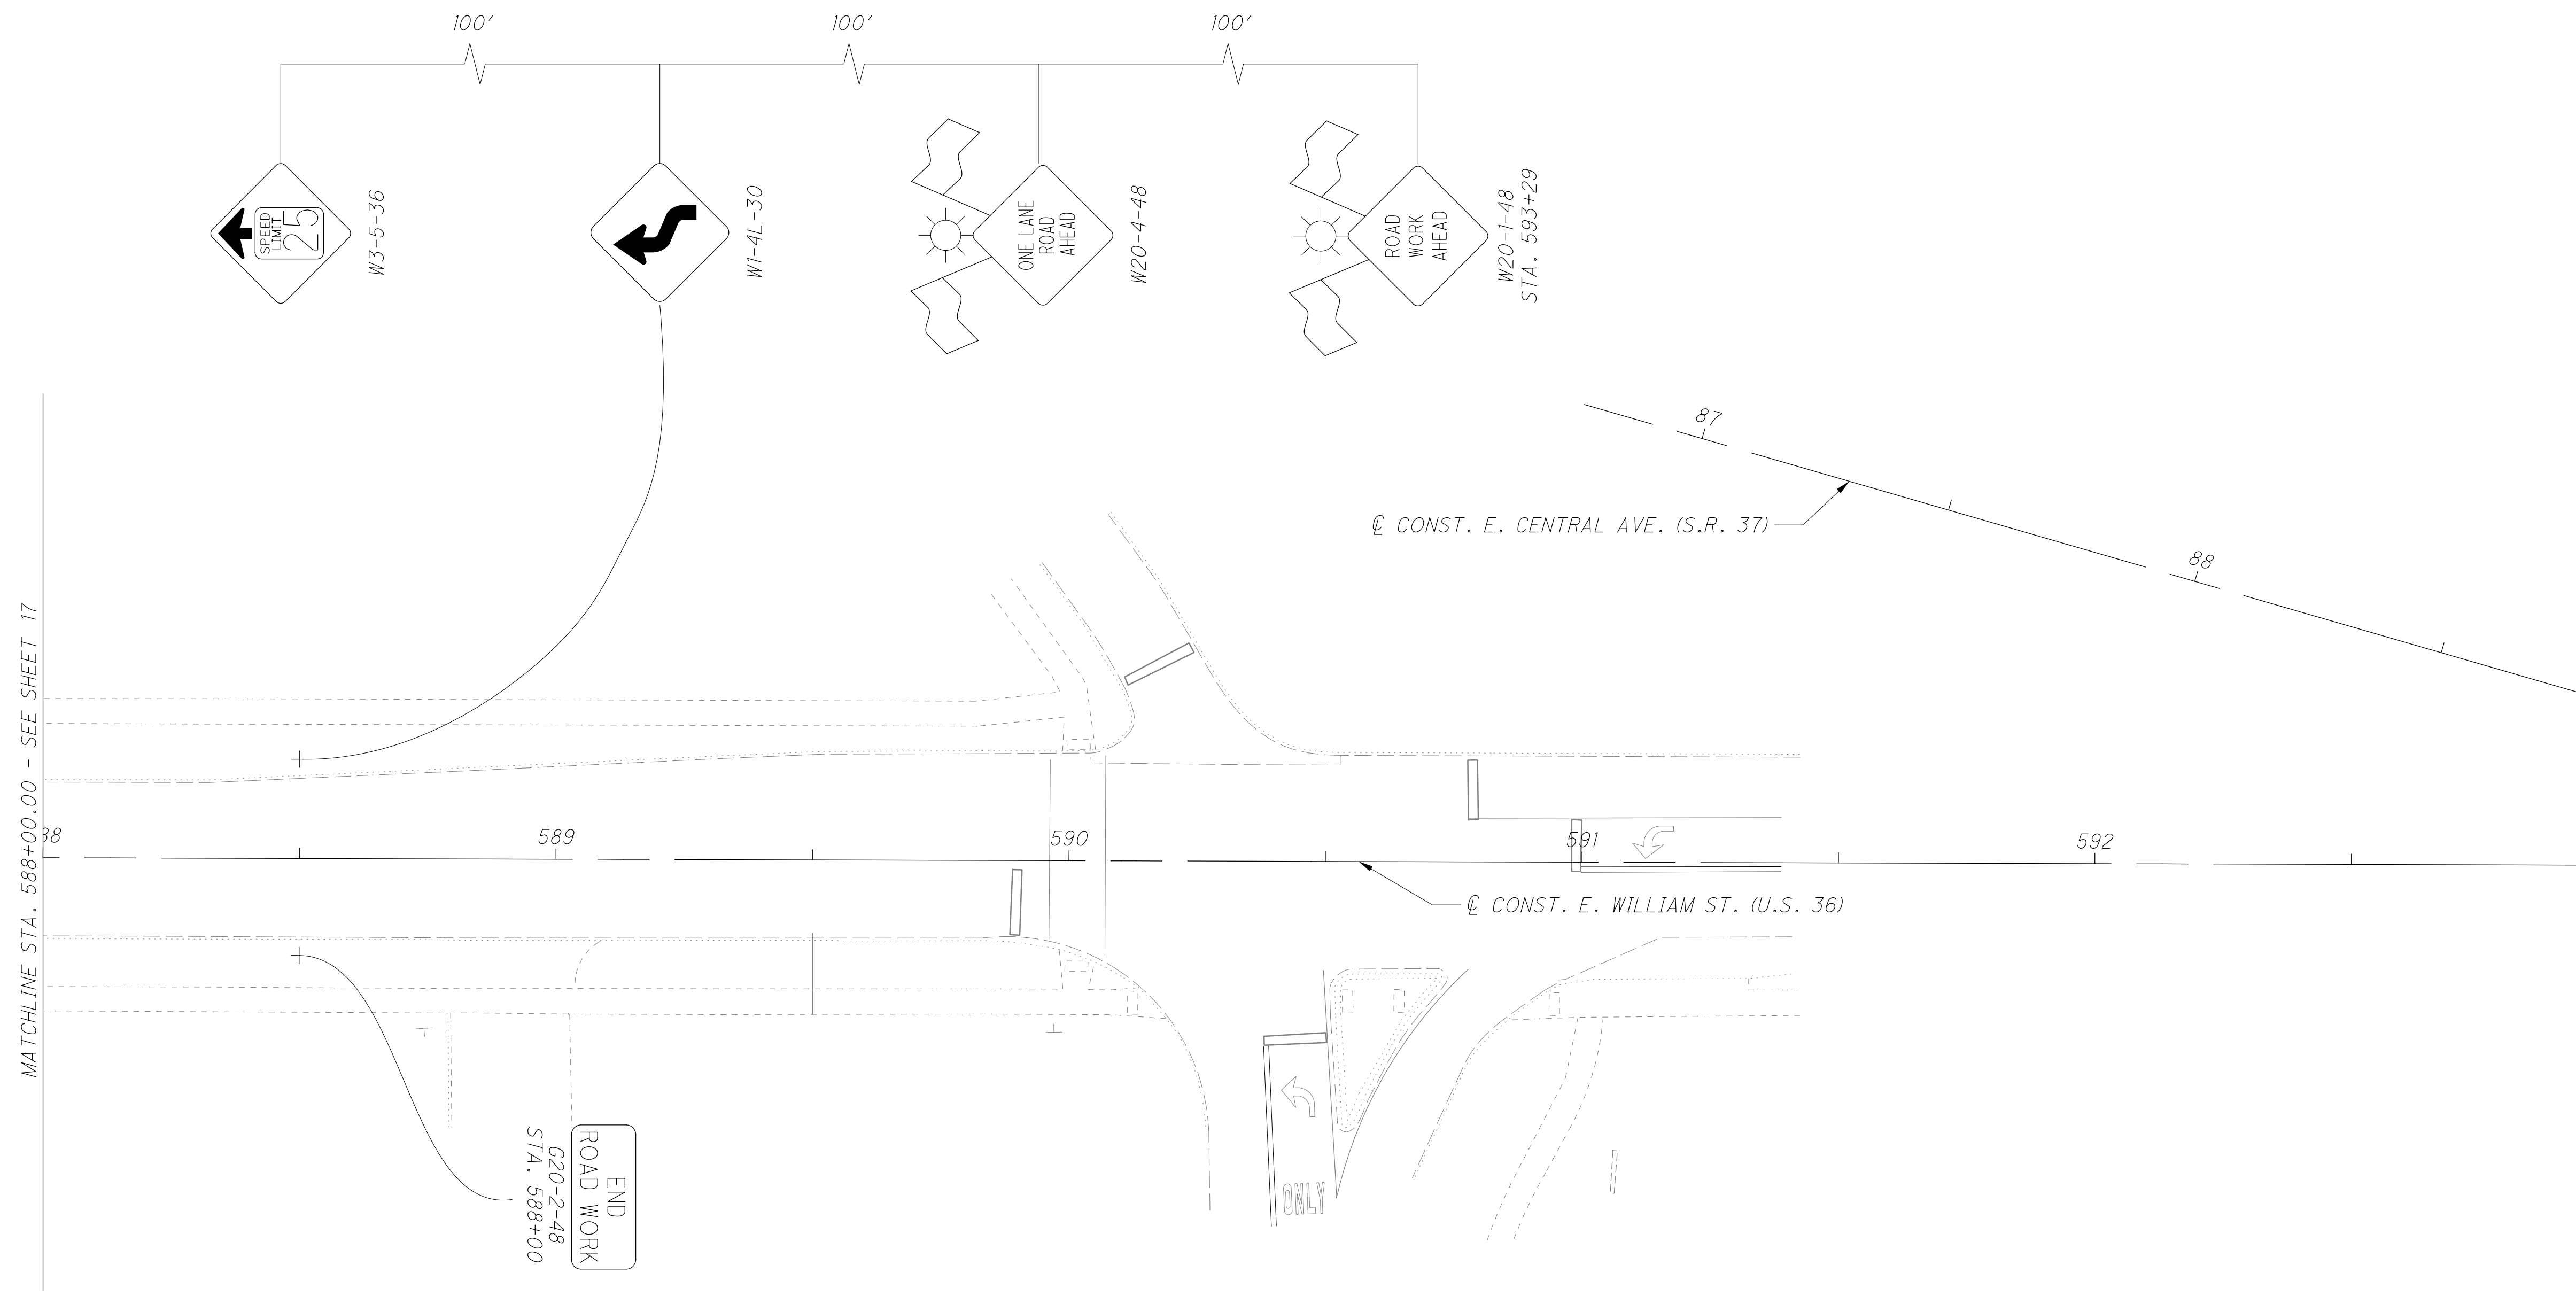 100'
100'
100'
SPEED
LIMIT
25
W3-5-36
W1-4L-30
ONE LANE
ROAD
AHEAD
W20-4-48
ROAD
WORK
AHEAD
W20-1-48
STA. 593+29
87
88
℄ CONST. E. CENTRAL AVE. (S.R. 37)
MATCHLINE STA. 588+00.00 - SEE SHEET 17
589
590
591
592
℄ CONST. E. WILLIAM ST. (U.S. 36)
END
ROAD WORK
G20-2-48
STA. 588+00
ONLY